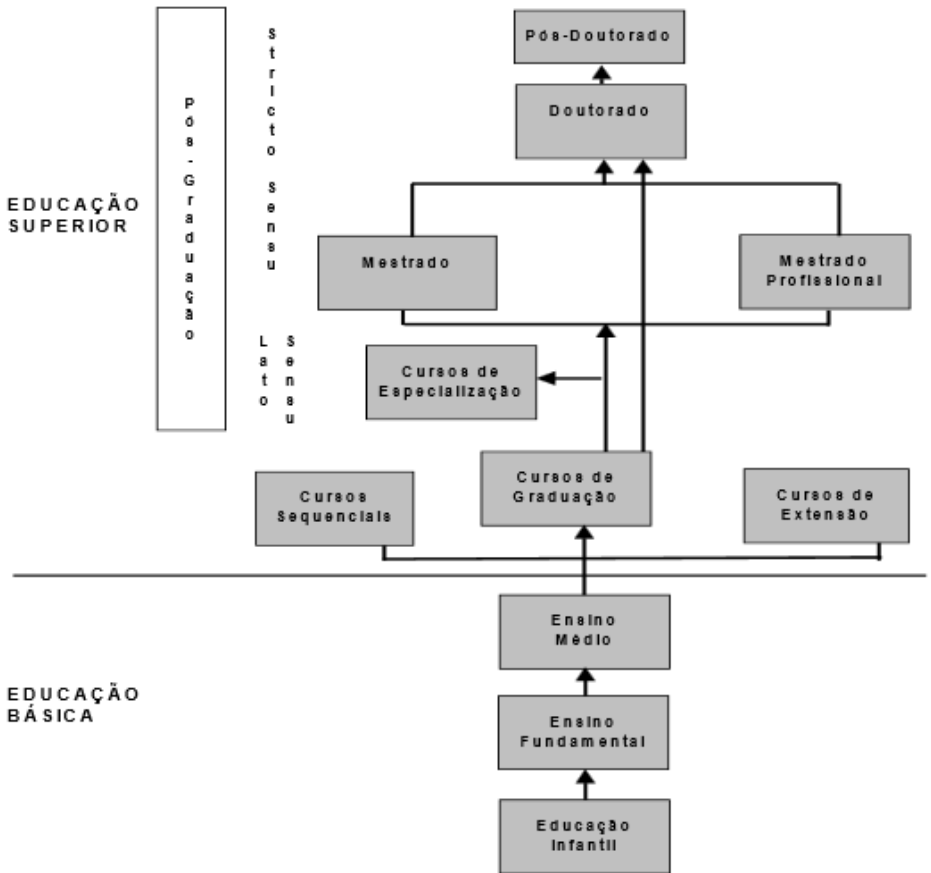 Pós-Doutorado
Doutorado
Stricto Sensu
Pós-Graduação
EDUCAÇÃO
SUPERIOR
Mestrado
Mestrado
Profissional
Lato
Sensu
Cursos de
Especialização
Cursos de
Graduação
Cursos
Sequenciais
Cursos de
Extensão
Ensino
Médio
EDUCAÇÃO
BÁSICA
Ensino
Fundamental
Educação
Infantil